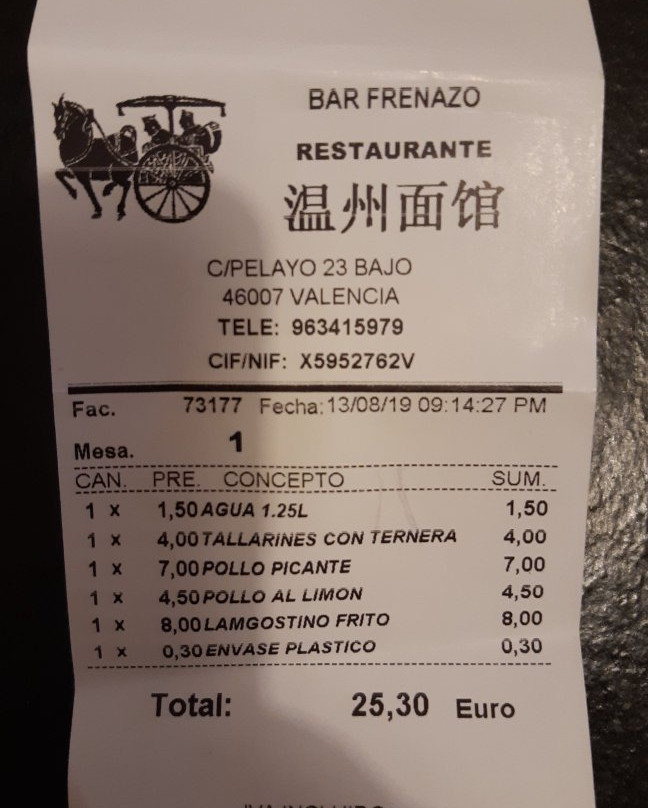 BAR FRENAZO
RESTAURANTE
温州面馆
C/PELAYO 23 BAJO
46007 VALENCIA
TELE: 963415979
CIF/NIF: X5952762V
Fac. 73177 Fecha:13/08/19 09:14:27 PM
Mesa. 1
CAN. PRE. CONCEPTO SUM.
1 x 1,50 AGUA 1.25L 1,50
1 x 4,00 TALLARINES CON TERNERA 4,00
1 x 7,00 POLLO PICANTE 7,00
1 x 4,50 POLLO AL LIMON 4,50
1 x 8,00 LAMGOSTINO FRITO 8,00
1 x 0,30 ENVASE PLASTICO 0,30
Total: 25,30 Euro